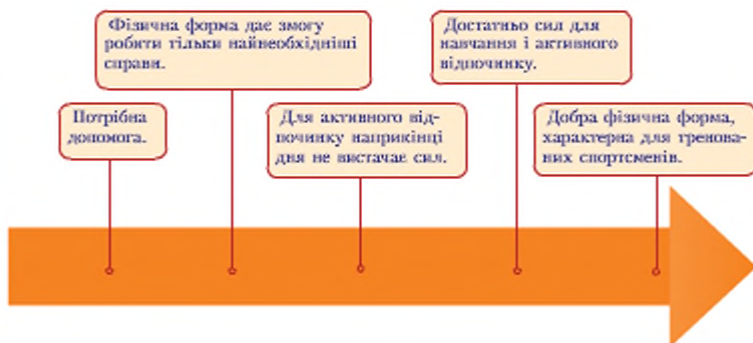 Фізична форма дає змогу
робити тільки найнеобхідніші
справи.
Достатньо сил для
навчання і активного
відпочинку.
Потрібна
допомога.
Для активного від-
починку наприкінці
дня не вистачає сил.
Добра фізична форма,
характерна для тренова-
них спортсменів.